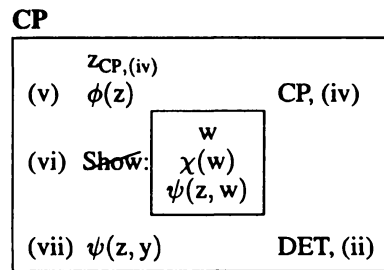 CP
z_CP,(iv)
(v) ϕ(z) CP, (iv)
w
(vi) Show: χ(w)
ψ(z, w)
(vii) ψ(z, y) DET, (ii)